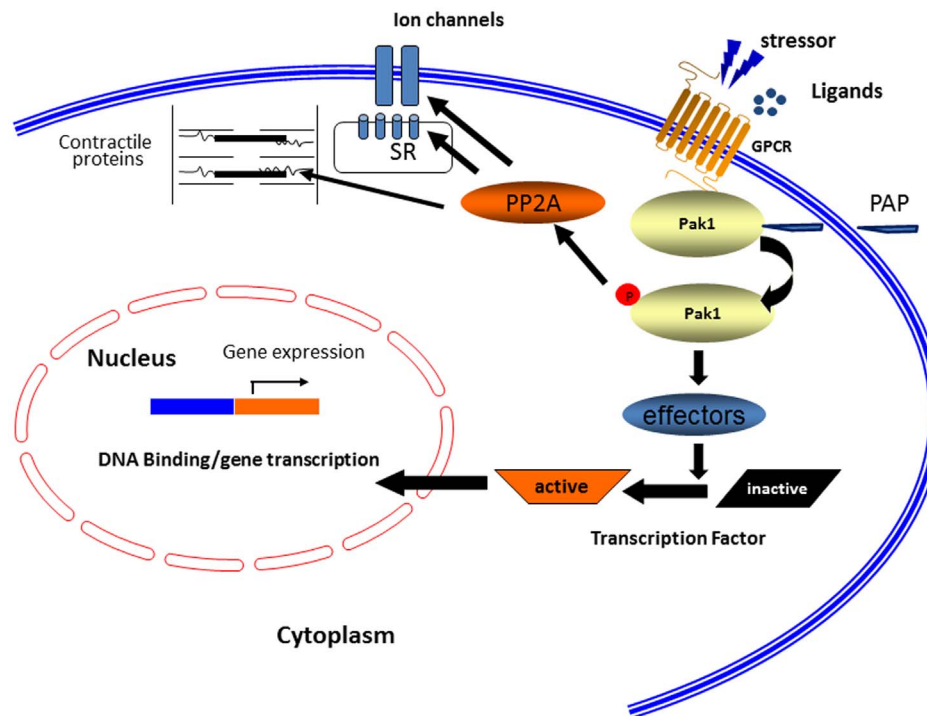 Ion channels
stressor
Ligands
GPCR
Contractile
proteins
SR
PP2A
Pak1
PAP
P
Pak1
Nucleus
Gene expression
effectors
DNA Binding/gene transcription
active
inactive
Transcription Factor
Cytoplasm